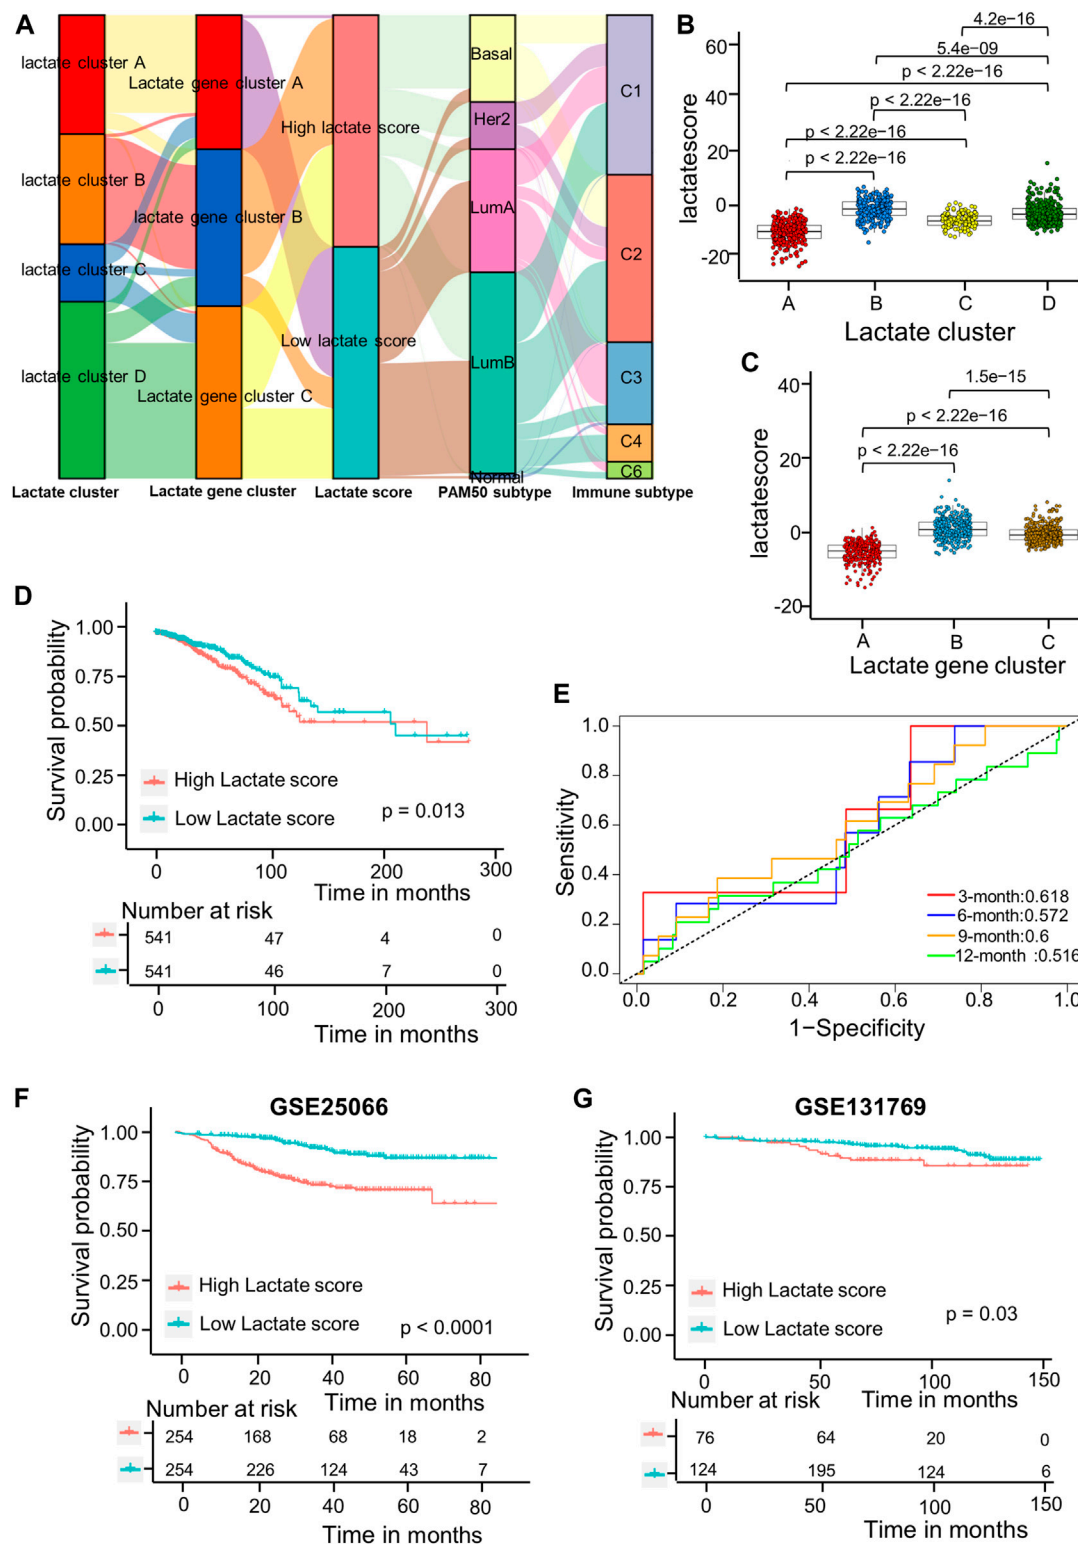 A
lactate cluster A
lactate cluster B
lactate cluster C
lactate cluster D
Lactate gene cluster A
lactate gene cluster B
Lactate gene cluster C
High lactate score
Low lactate score
Basal
Her2
LumA
LumB
Normal
C1
C2
C3
C4
C6
Lactate cluster
Lactate gene cluster
Lactate score
PAM50 subtype
Immune subtype
B
lactatescore
60
40
20
0
-20
4.2e-16
5.4e-09
p < 2.22e-16
p < 2.22e-16
p < 2.22e-16
p < 2.22e-16
A B C D
Lactate cluster
C
lactatescore
40
20
0
-20
1.5e-15
p < 2.22e-16
p < 2.22e-16
A B C
Lactate gene cluster
D
Survival probability
1.00
0.75
0.50
0.25
0.00
High Lactate score
Low Lactate score
p = 0.013
0 100 200 300
Time in months
Number at risk
541 47 4 0
541 46 7 0
0 100 200 300
Time in months
E
Sensitivity
1.0
0.8
0.6
0.4
0.2
0.0
3-month:0.618
6-month:0.572
9-month:0.6
12-month :0.516
0.0 0.2 0.4 0.6 0.8 1.0
1−Specificity
F
GSE25066
Survival probability
1.00
0.75
0.50
0.25
0.00
High Lactate score
Low Lactate score
p < 0.0001
0 20 40 60 80
Time in months
Number at risk
254 168 68 18 2
254 226 124 43 7
0 20 40 60 80
Time in months
G
GSE131769
Survival probability
1.00
0.75
0.50
0.25
0.00
High Lactate score
Low Lactate score
p = 0.03
0 50 100 150
Time in months
Number at risk
76 64 20 0
124 195 124 6
0 50 100 150
Time in months